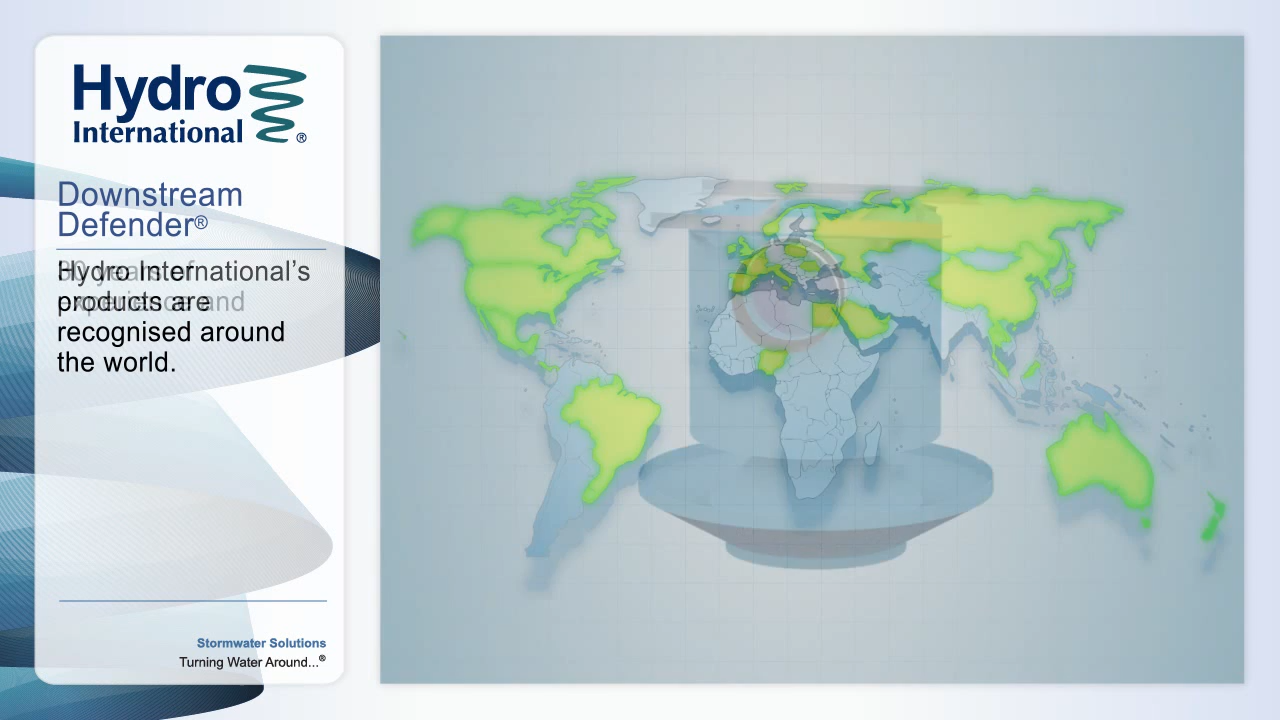 Hydro
International®
Downstream
Defender®
Hydro International’s
products are
recognised around
the world.
Stormwater Solutions
Turning Water Around...®